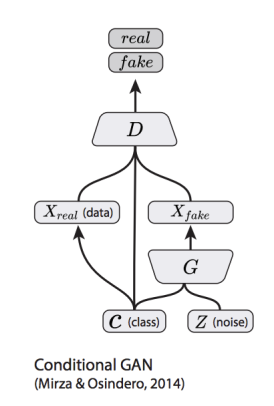 real
fake
D
X_real (data) X_fake
G
C (class) Z (noise)
Conditional GAN
(Mirza & Osindero, 2014)